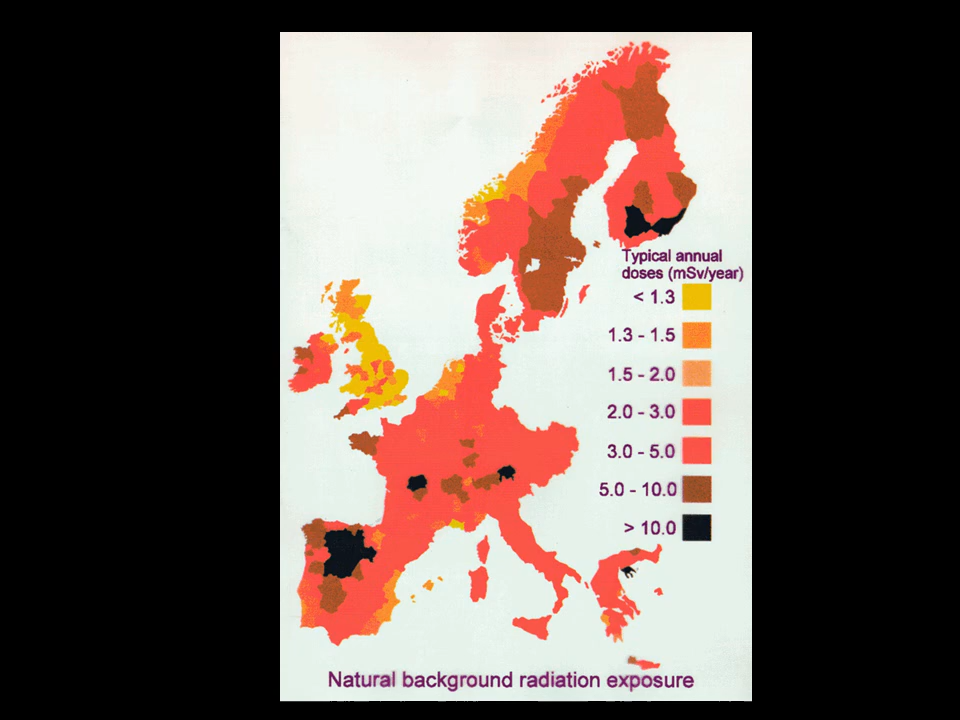 Typical annual
doses (mSv/year)
< 1.3
1.3 - 1.5
1.5 - 2.0
2.0 - 3.0
3.0 - 5.0
5.0 - 10.0
> 10.0
Natural background radiation exposure